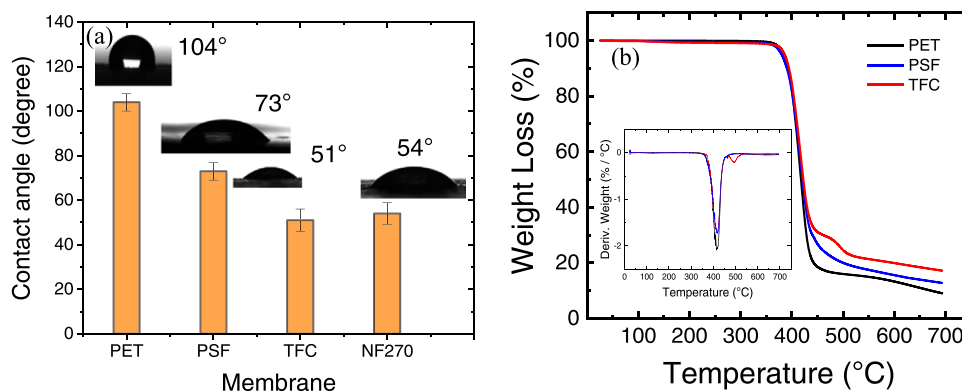 (a)
104°
73°
51°
54°
Contact angle (degree)
140
120
100
80
60
40
20
0
PET PSF TFC NF270
Membrane
(b)
PET
PSF
TFC
Weight Loss (%)
100
80
60
40
20
0
100 200 300 400 500 600 700
Temperature (°C)
Deriv. Weight (% / °C)
0
-1
-2
0 100 200 300 400 500 600 700
Temperature (°C)